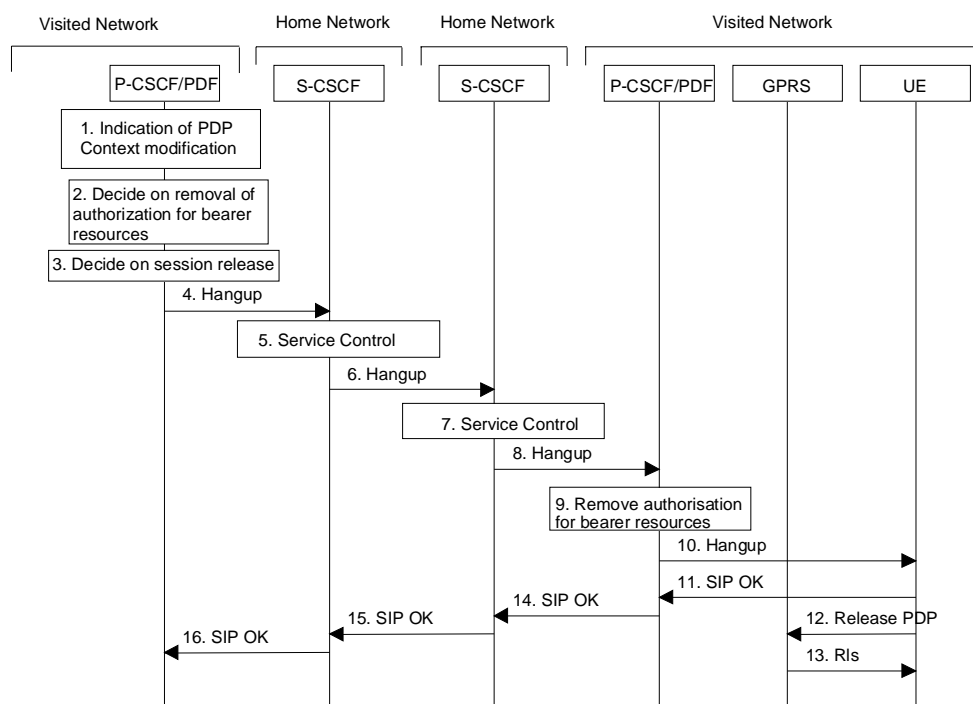 Visited Network
Home Network
Home Network
Visited Network
P-CSCF/PDF
S-CSCF
S-CSCF
P-CSCF/PDF
GPRS
UE
1. Indication of PDP
Context modification
2. Decide on removal of
authorization for bearer
resources
3. Decide on session release
4. Hangup
5. Service Control
6. Hangup
7. Service Control
8. Hangup
9. Remove authorisation
for bearer resources
10. Hangup
11. SIP OK
14. SIP OK
15. SIP OK
12. Release PDP
16. SIP OK
13. Rls